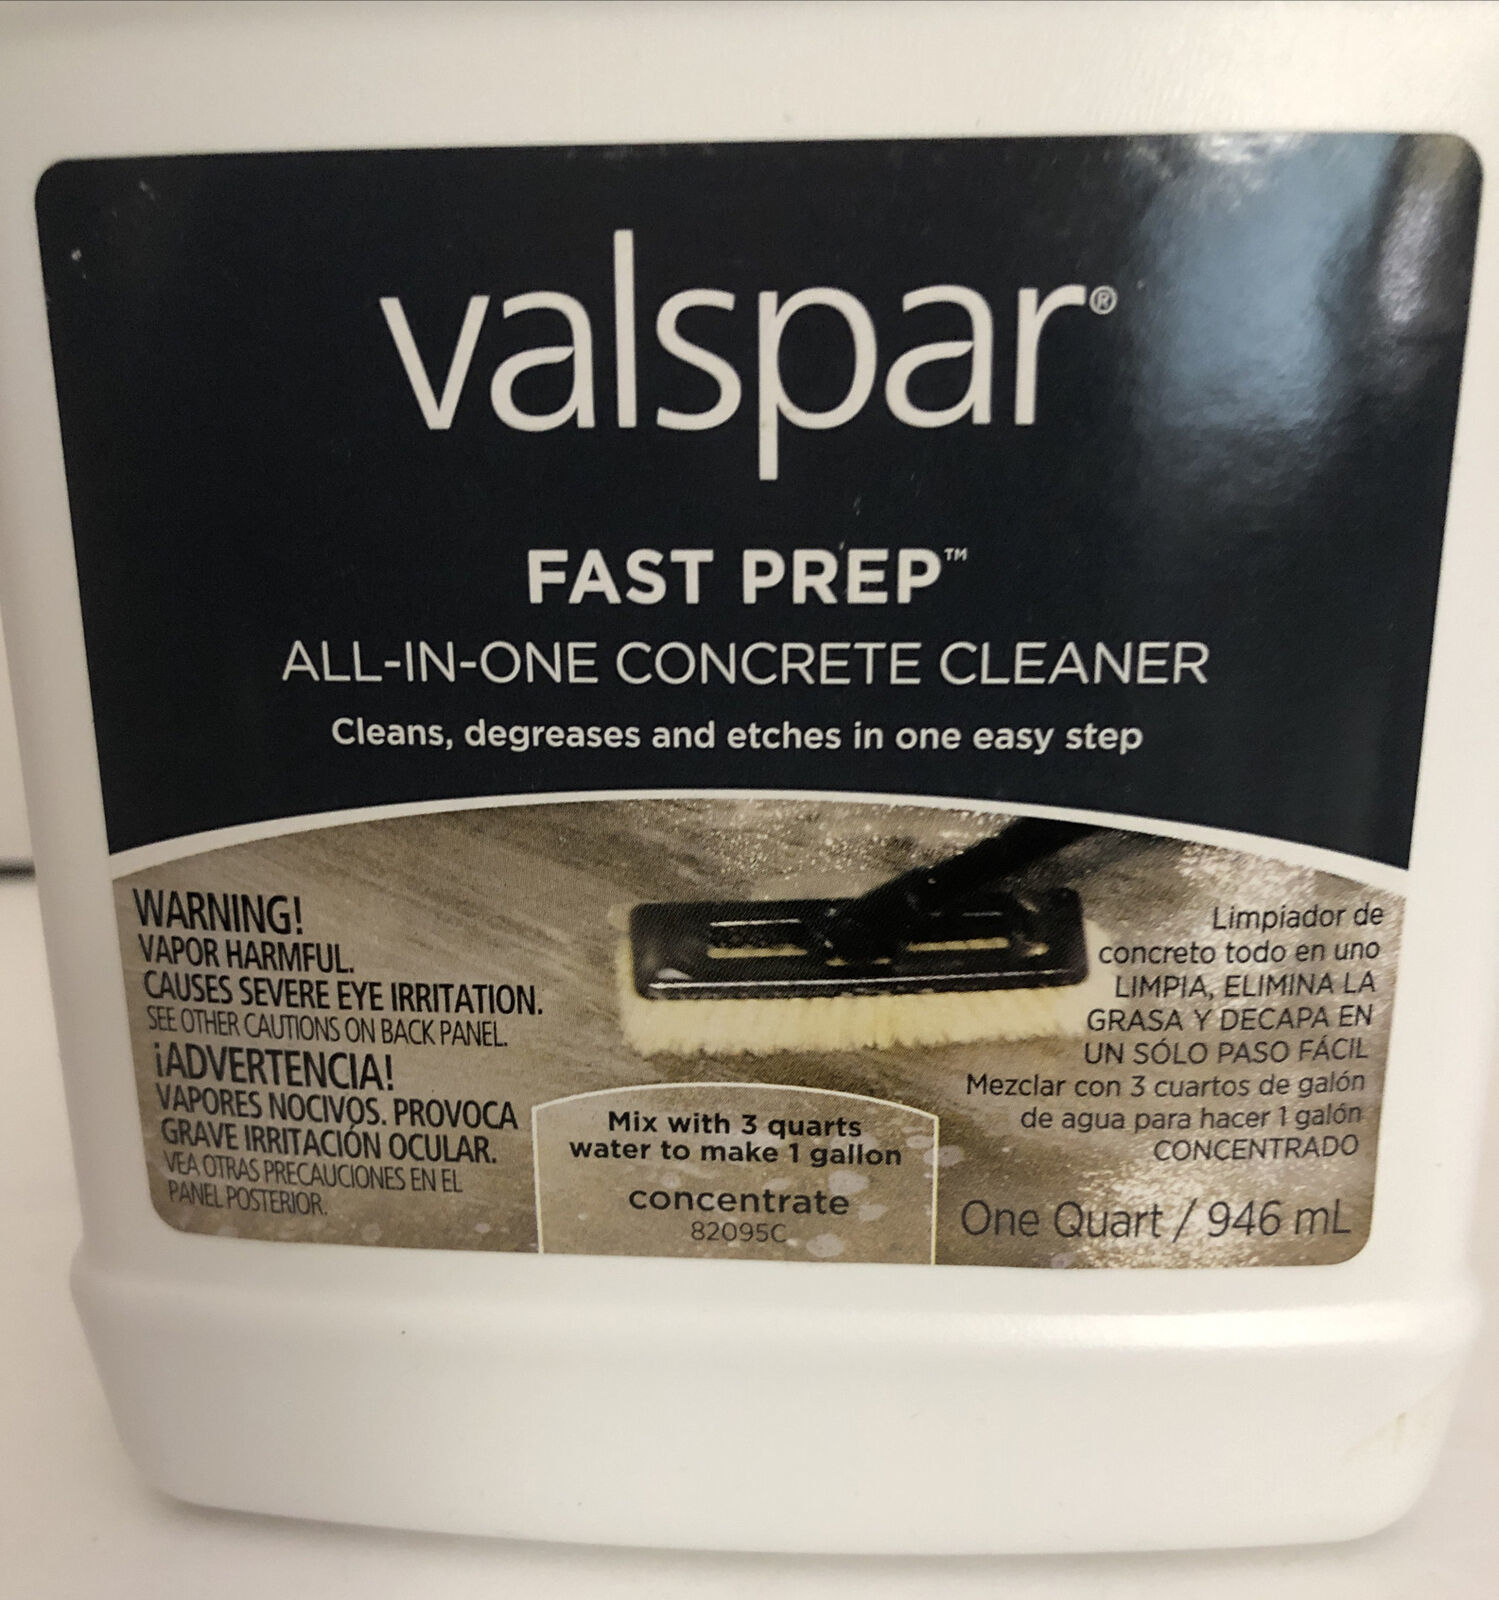 valspar®
FAST PREP™
ALL-IN-ONE CONCRETE CLEANER
Cleans, degreases and etches in one easy step
WARNING!
VAPOR HARMFUL.
CAUSES SEVERE EYE IRRITATION.
SEE OTHER CAUTIONS ON BACK PANEL.
¡ADVERTENCIA!
VAPORES NOCIVOS. PROVOCA
GRAVE IRRITACIÓN OCULAR.
VEA OTRAS PRECAUCIONES EN EL
PANEL POSTERIOR.
Mix with 3 quarts
water to make 1 gallon
concentrate
82095C
Limpiador de
concreto todo en uno
LIMPIA, ELIMINA LA
GRASA Y DECAPA EN
UN SÓLO PASO FÁCIL
Mezclar con 3 cuartos de galón
de agua para hacer 1 galón
CONCENTRADO
One Quart / 946 mL